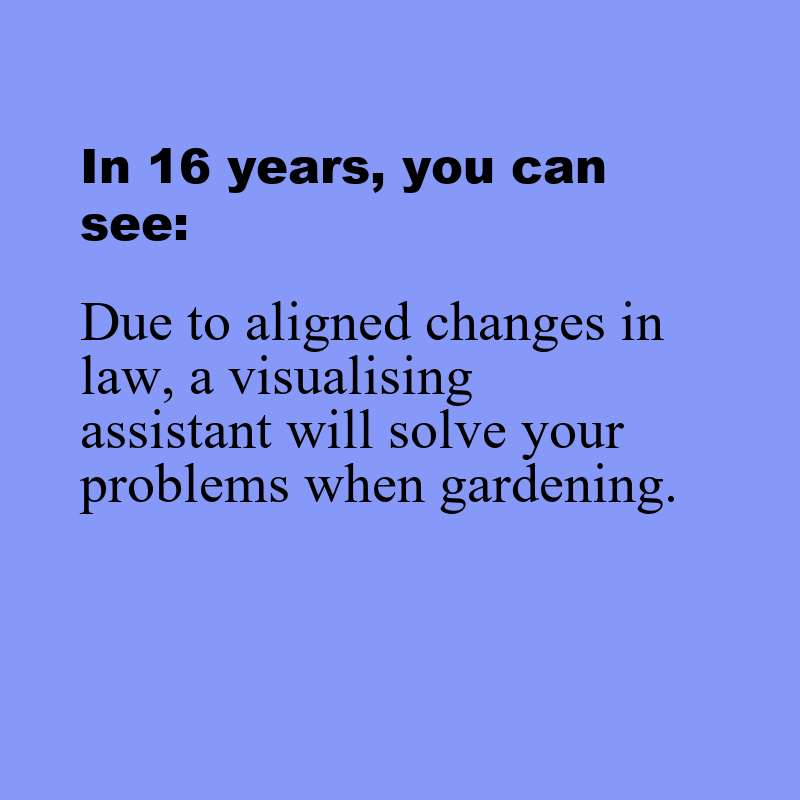 In 16 years, you can
see:
Due to aligned changes in
law, a visualising
assistant will solve your
problems when gardening.